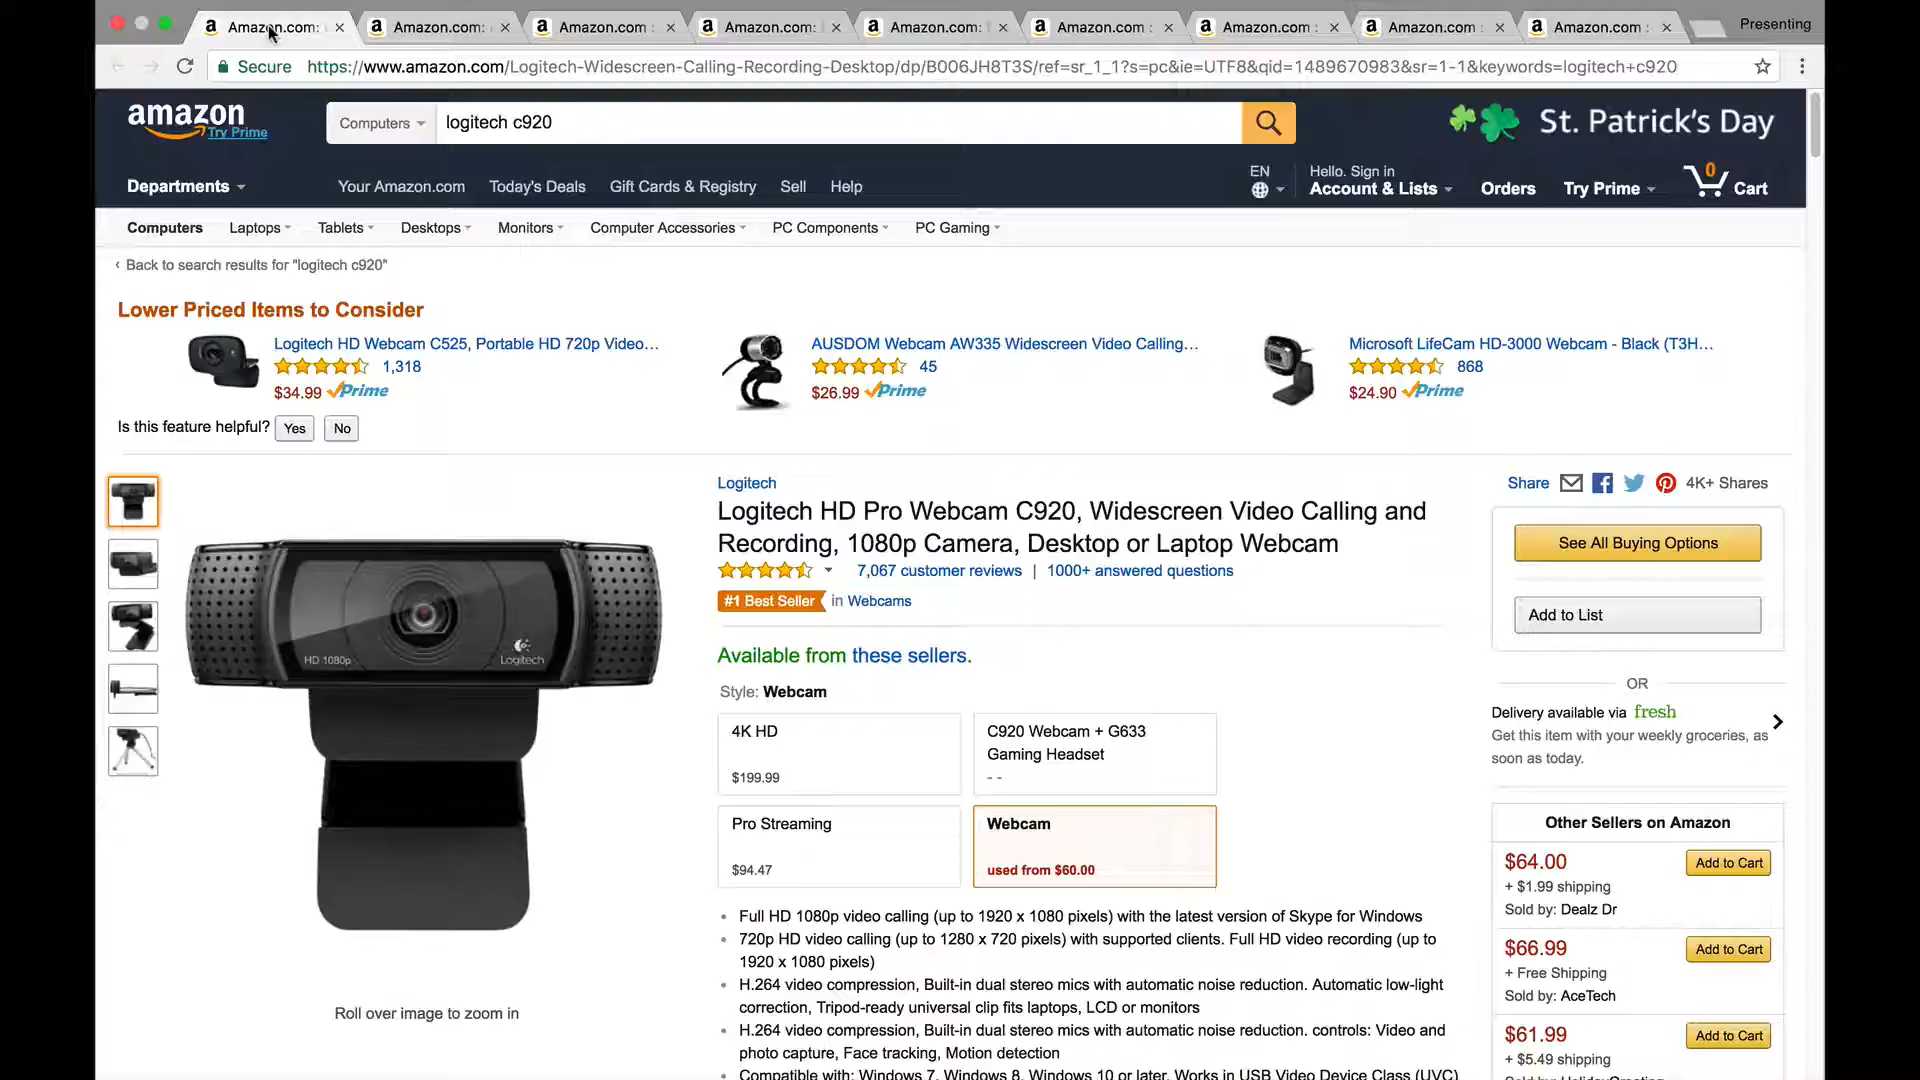 Amazon.com:
Amazon.com:
Amazon.com:
Amazon.com:
Amazon.com:
Amazon.com:
Amazon.com:
Amazon.com:
Amazon.com:
Presenting
Secure https://www.amazon.com/Logitech-Widescreen-Calling-Recording-Desktop/dp/B006JH8T3S/ref=sr_1_1?s=pc&ie=UTF8&qid=1489670983&sr=1-1&keywords=logitech+c920
amazon
Try Prime
Computers
logitech c920
St. Patrick's Day
Departments
Your Amazon.com Today's Deals Gift Cards & Registry Sell Help
EN
Hello. Sign in
Account & Lists
Orders
Try Prime
0
Cart
Computers Laptops Tablets Desktops Monitors Computer Accessories PC Components PC Gaming
‹ Back to search results for "logitech c920"
Lower Priced Items to Consider
Logitech HD Webcam C525, Portable HD 720p Video…
1,318
$34.99 Prime
AUSDOM Webcam AW335 Widescreen Video Calling…
45
$26.99 Prime
Microsoft LifeCam HD-3000 Webcam - Black (T3H…
868
$24.90 Prime
Is this feature helpful? Yes No
HD 1080p
Logitech
Roll over image to zoom in
Logitech
Logitech HD Pro Webcam C920, Widescreen Video Calling and
Recording, 1080p Camera, Desktop or Laptop Webcam
7,067 customer reviews | 1000+ answered questions
#1 Best Seller in Webcams
Available from these sellers.
Style: Webcam
4K HD
$199.99
C920 Webcam + G633
Gaming Headset
- -
Pro Streaming
$94.47
Webcam
used from $60.00
• Full HD 1080p video calling (up to 1920 x 1080 pixels) with the latest version of Skype for Windows
• 720p HD video calling (up to 1280 x 720 pixels) with supported clients. Full HD video recording (up to
1920 x 1080 pixels)
• H.264 video compression, Built-in dual stereo mics with automatic noise reduction. Automatic low-light
correction, Tripod-ready universal clip fits laptops, LCD or monitors
• H.264 video compression, Built-in dual stereo mics with automatic noise reduction. controls: Video and
photo capture, Face tracking, Motion detection
• Compatible with: Windows 7, Windows 8, Windows 10 or later, Works in USB Video Device Class (UVC)
Share
4K+ Shares
See All Buying Options
Add to List
OR
Delivery available via fresh
Get this item with your weekly groceries, as
soon as today.
Other Sellers on Amazon
$64.00
Add to Cart
+ $1.99 shipping
Sold by: Dealz Dr
$66.99
Add to Cart
+ Free Shipping
Sold by: AceTech
$61.99
Add to Cart
+ $5.49 shipping